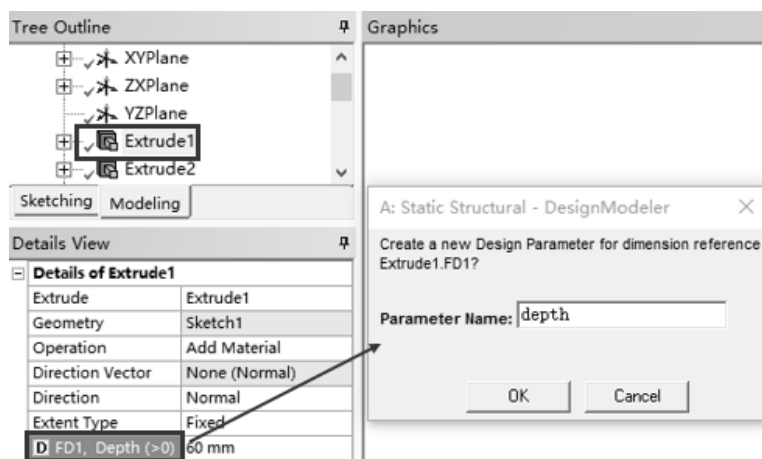 Tree Outline
XYPlane
ZXPlane
YZPlane
Extrude1
Extrude2
Sketching Modeling
Details View
Details of Extrude1
Extrude Extrude1
Geometry Sketch1
Operation Add Material
Direction Vector None (Normal)
Direction Normal
Extent Type Fixed
D FD1, Depth (>0) 60 mm
Graphics
A: Static Structural - DesignModeler
Create a new Design Parameter for dimension reference
Extrude1.FD1?
Parameter Name: depth
OK Cancel